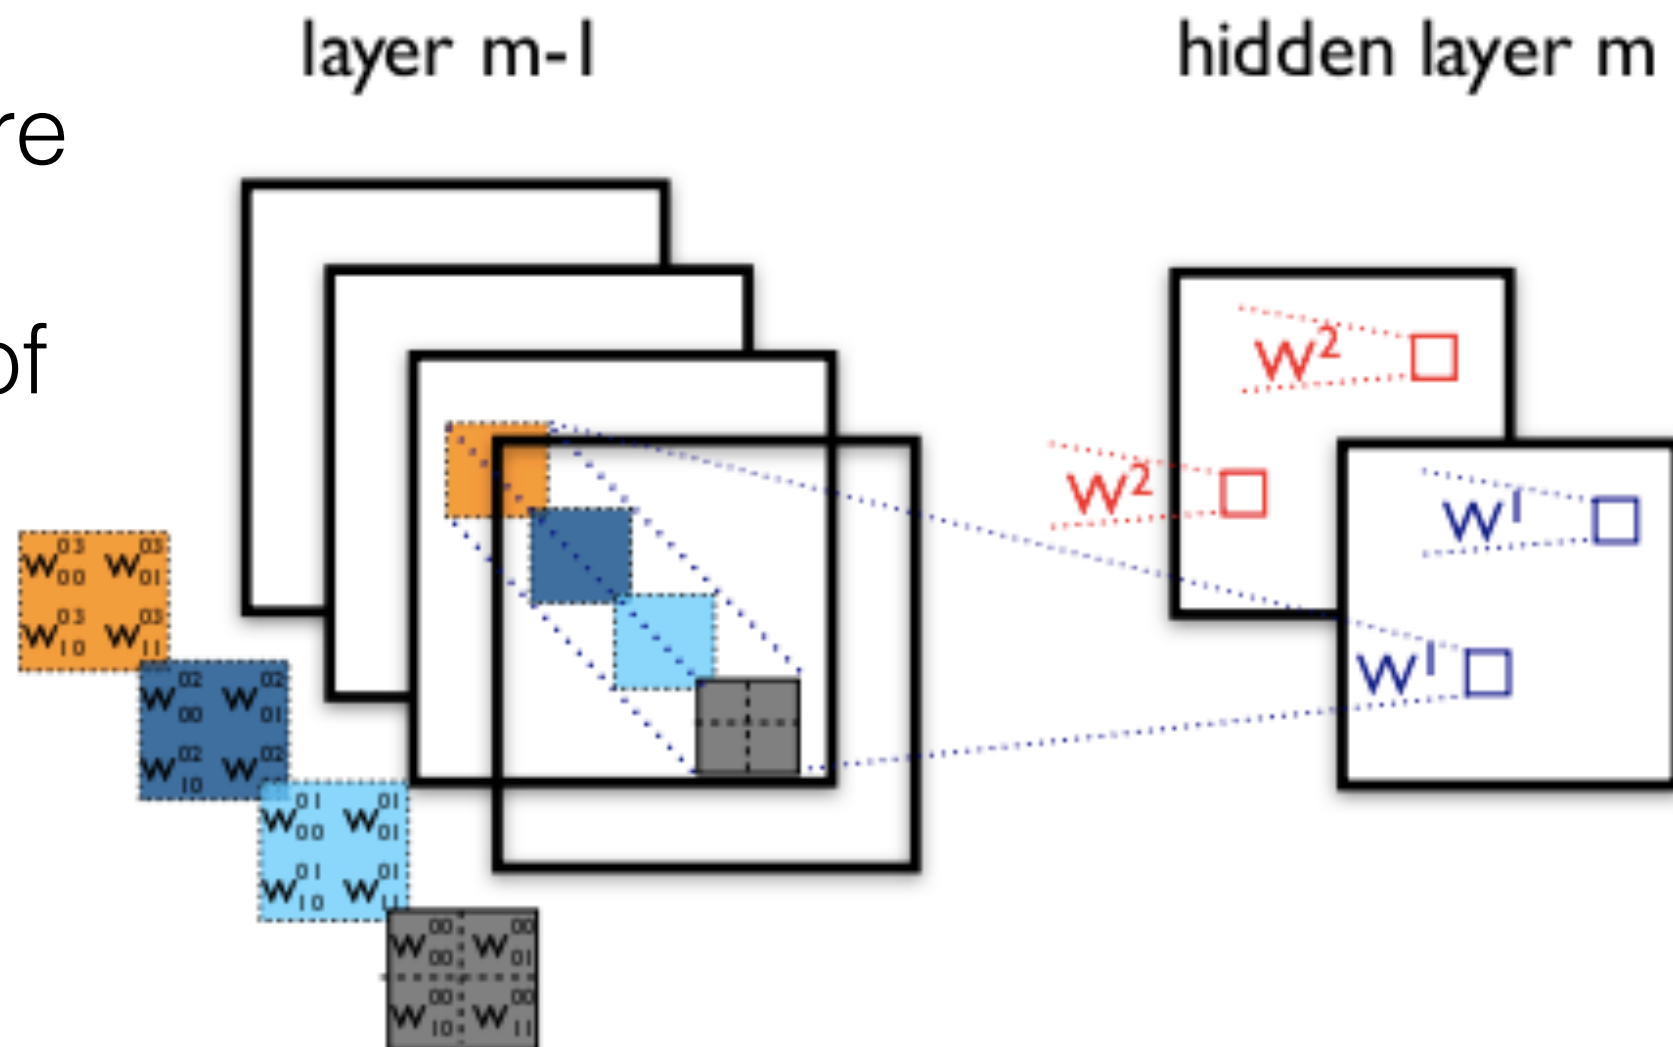 layer m-1
hidden layer m
re
of
W²
W²
W¹
W¹
W⁰³₀₀ W⁰³₀₁
W⁰³₁₀ W⁰³₁₁
W⁰²₀₀ W⁰²₀₁
W⁰²₁₀ W⁰²
W⁰¹₀₀ W⁰¹₀₁
W⁰¹₁₀ W⁰¹₁₁
W⁰⁰₀₀ W⁰⁰₀₁
W⁰⁰₁₀ W⁰⁰₁₁